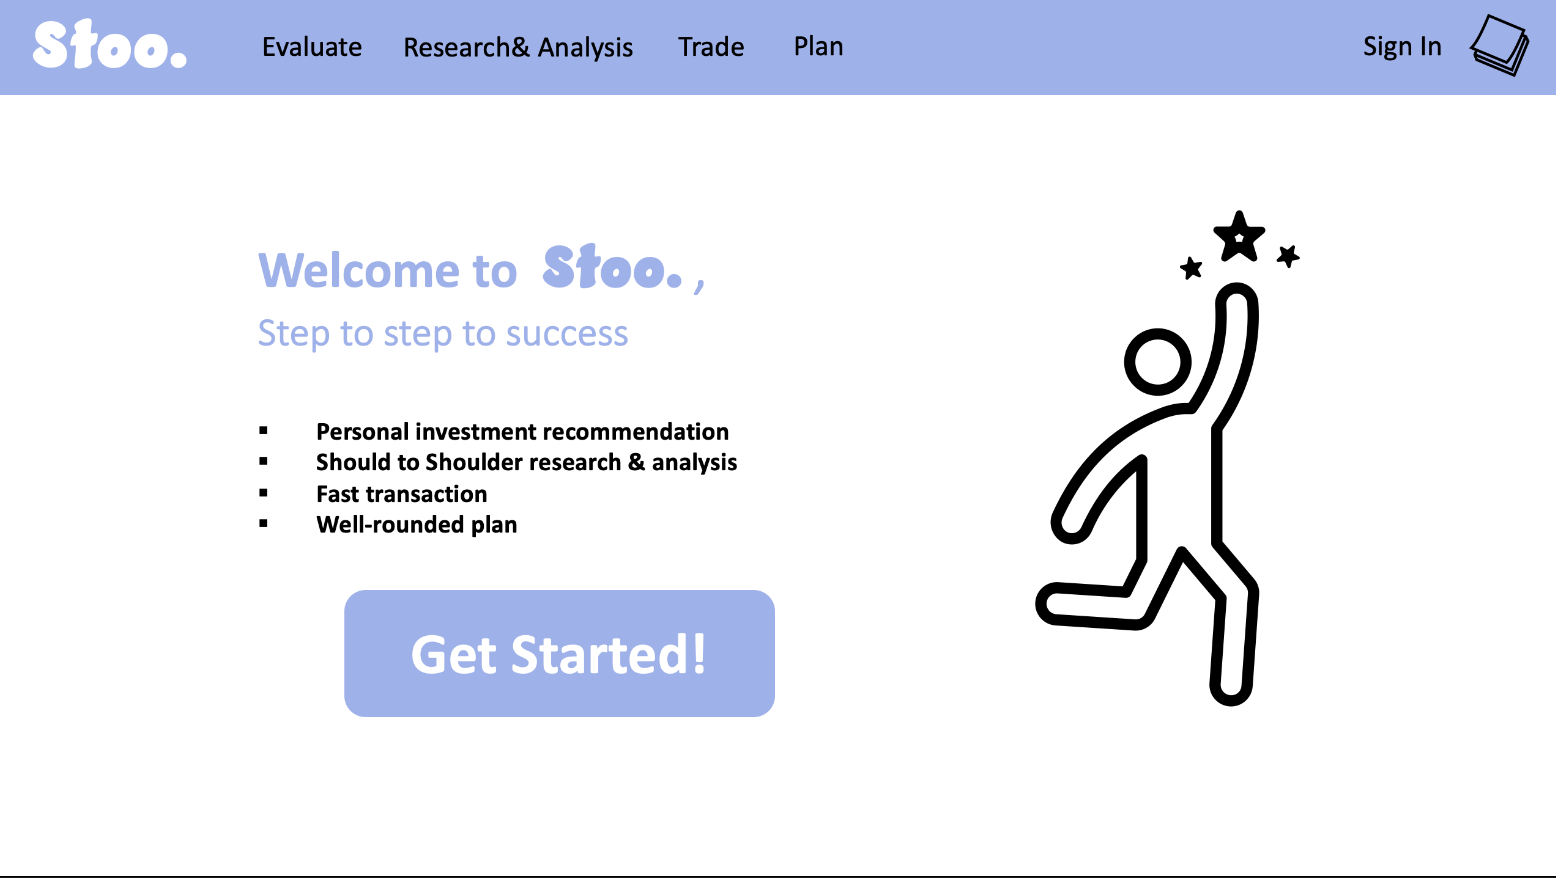 Stoo.
Evaluate Research& Analysis Trade Plan
Sign In
Welcome to Stoo. ,
Step to step to success
▪ Personal investment recommendation
▪ Should to Shoulder research & analysis
▪ Fast transaction
▪ Well-rounded plan
Get Started!